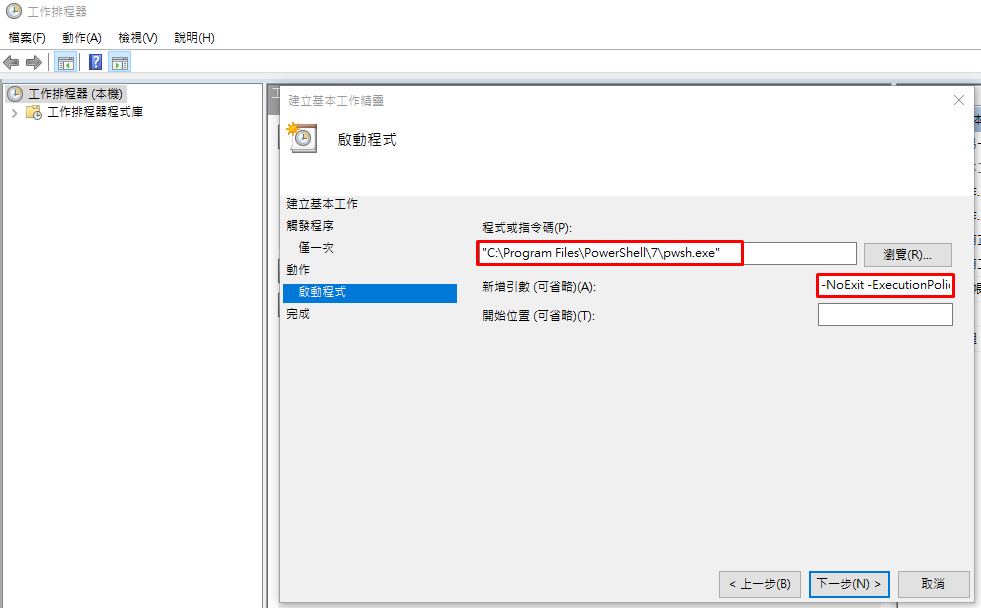 工作排程器
檔案(F) 動作(A) 檢視(V) 說明(H)
工作排程器 (本機)
工作排程器程式庫
建立基本工作精靈
啟動程式
建立基本工作
觸發程序
僅一次
動作
啟動程式
完成
程式或指令碼(P):
"C:\Program Files\PowerShell\7\pwsh.exe"
瀏覽(R)...
新增引數 (可省略)(A):
-NoExit -ExecutionPoli
開始位置 (可省略)(T):
< 上一步(B) 下一步(N) > 取消